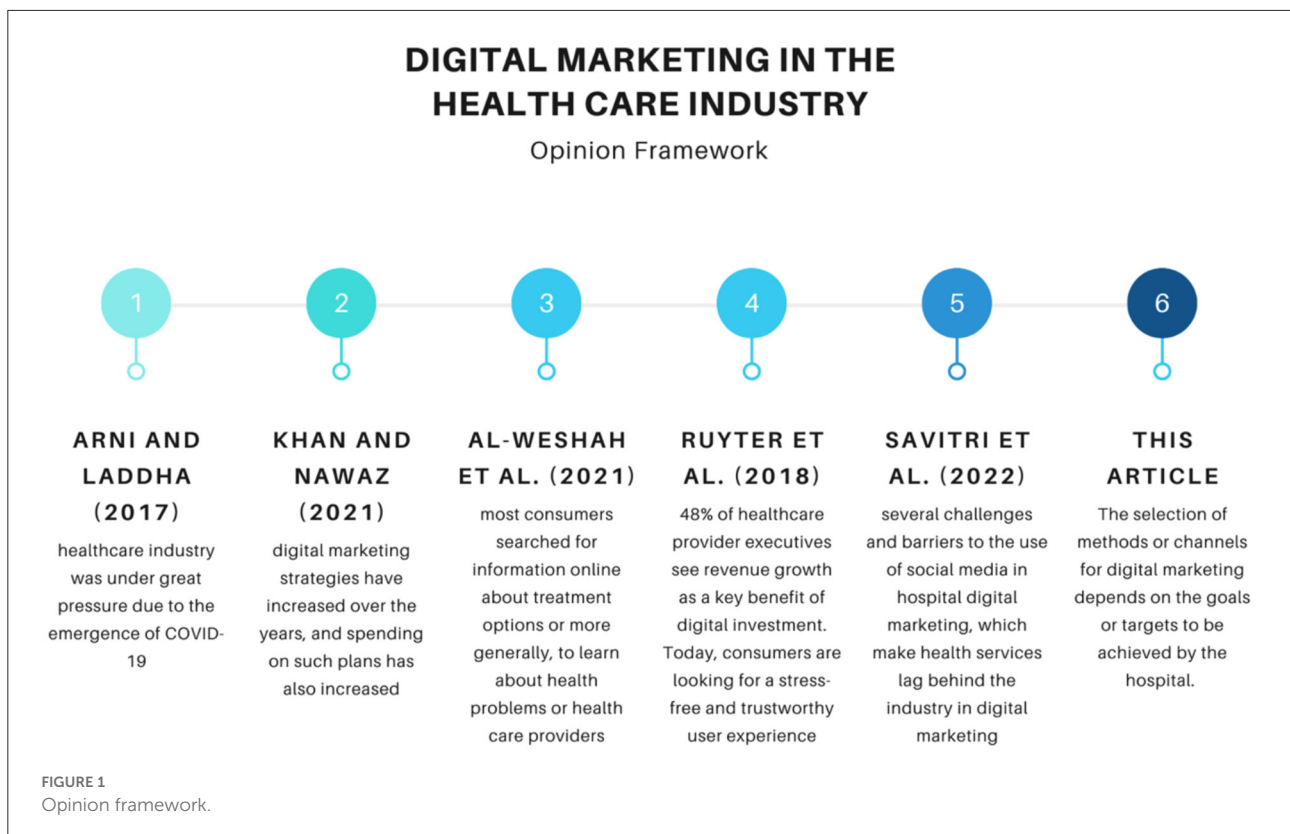 DIGITAL MARKETING IN THE
HEALTH CARE INDUSTRY
Opinion Framework
1
2
3
4
5
6
ARNI AND
LADDHA
(2017)
healthcare industry
was under great
pressure due to the
emergence of COVID-
19
KHAN AND
NAWAZ
(2021)
digital marketing
strategies have
increased over the
years, and spending
on such plans has
also increased
AL-WESHAH
ET AL. (2021)
most consumers
searched for
information online
about treatment
options or more
generally, to learn
about health
problems or health
care providers
RUYTER ET
AL. (2018)
48% of healthcare
provider executives
see revenue growth
as a key benefit of
digital investment.
Today, consumers are
looking for a stress-
free and trustworthy
user experience
SAVITRI ET
AL. (2022)
several challenges
and barriers to the use
of social media in
hospital digital
marketing, which
make health services
lag behind the
industry in digital
marketing
THIS
ARTICLE
The selection of
methods or channels
for digital marketing
depends on the goals
or targets to be
achieved by the
hospital.
FIGURE 1
Opinion framework.